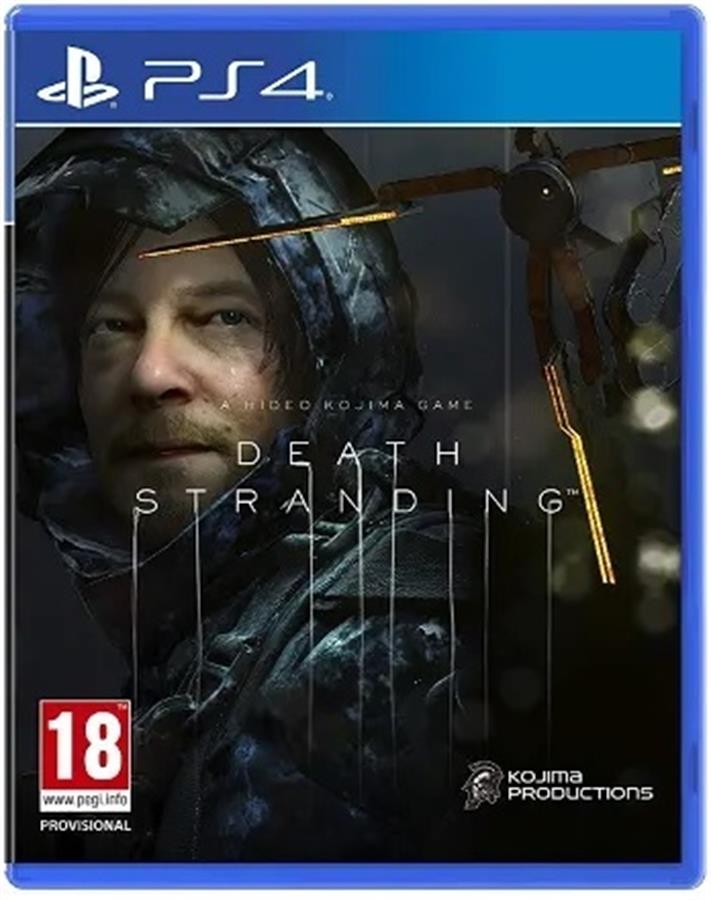 PS4
A HIDEO KOJIMA GAME
DEATH
STRANDING™
18
www.pegi.info
PROVISIONAL
KOJIMA
PRODUCTIONS